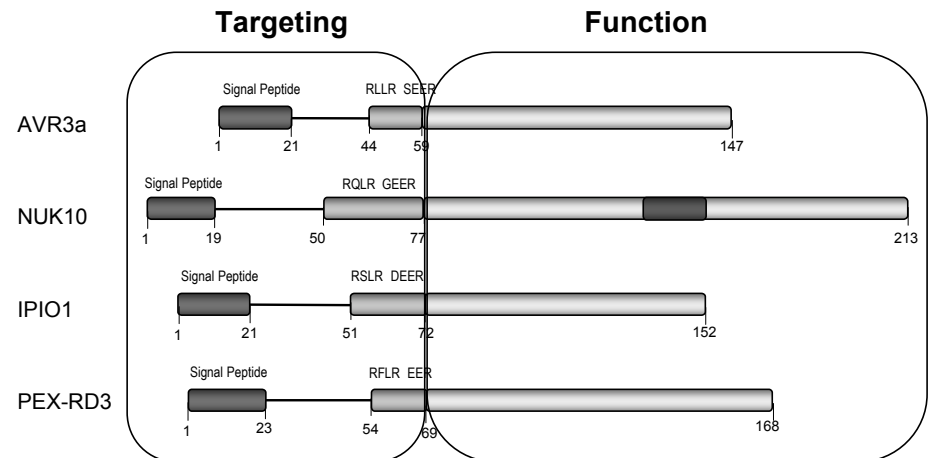 Targeting Function
Signal Peptide RLLR SEER
AVR3a
1 21 44 59 147
Signal Peptide RQLR GEER
NUK10
1 19 50 77 213
Signal Peptide RSLR DEER
IPIO1
1 21 51 72 152
Signal Peptide RFLR EER
PEX-RD3
1 23 54 69 168